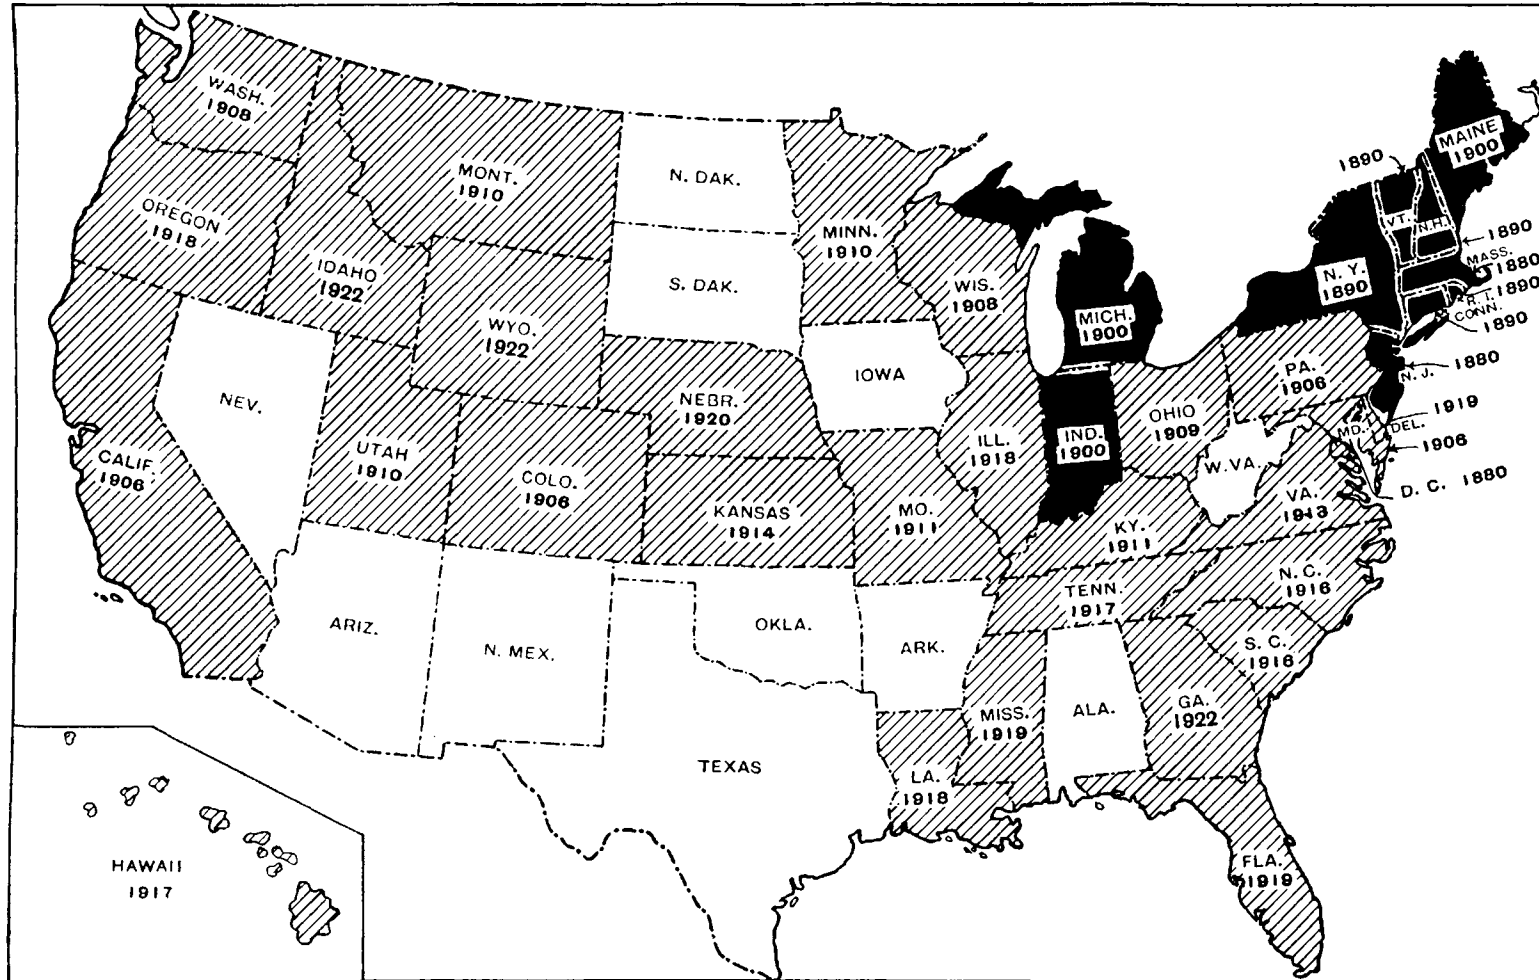 WASH.
1908
OREGON
1918
CALIF.
1906
NEV.
IDAHO
1922
MONT.
1910
WYO.
1922
UTAH
1910
COLO.
1906
ARIZ.
N. MEX.
N. DAK.
S. DAK.
NEBR.
1920
KANSAS
1914
OKLA.
TEXAS
MINN.
1910
IOWA
MO.
1911
ARK.
LA.
1918
WIS.
1908
ILL.
1918
MICH.
1900
IND.
1900
OHIO
1909
KY.
1911
TENN.
1917
MISS.
1919
ALA.
GA.
1922
FLA.
1919
S. C.
1916
N. C.
1916
VA.
1913
W.VA.
PA.
1906
N. Y.
1890
1890
VT.
N.H.
MAINE
1900
1890
MASS.
1880
1890
R. I.
CONN.
1890
1880
N. J.
1919
MD.
DEL.
1906
D. C. 1880
HAWAII
1917